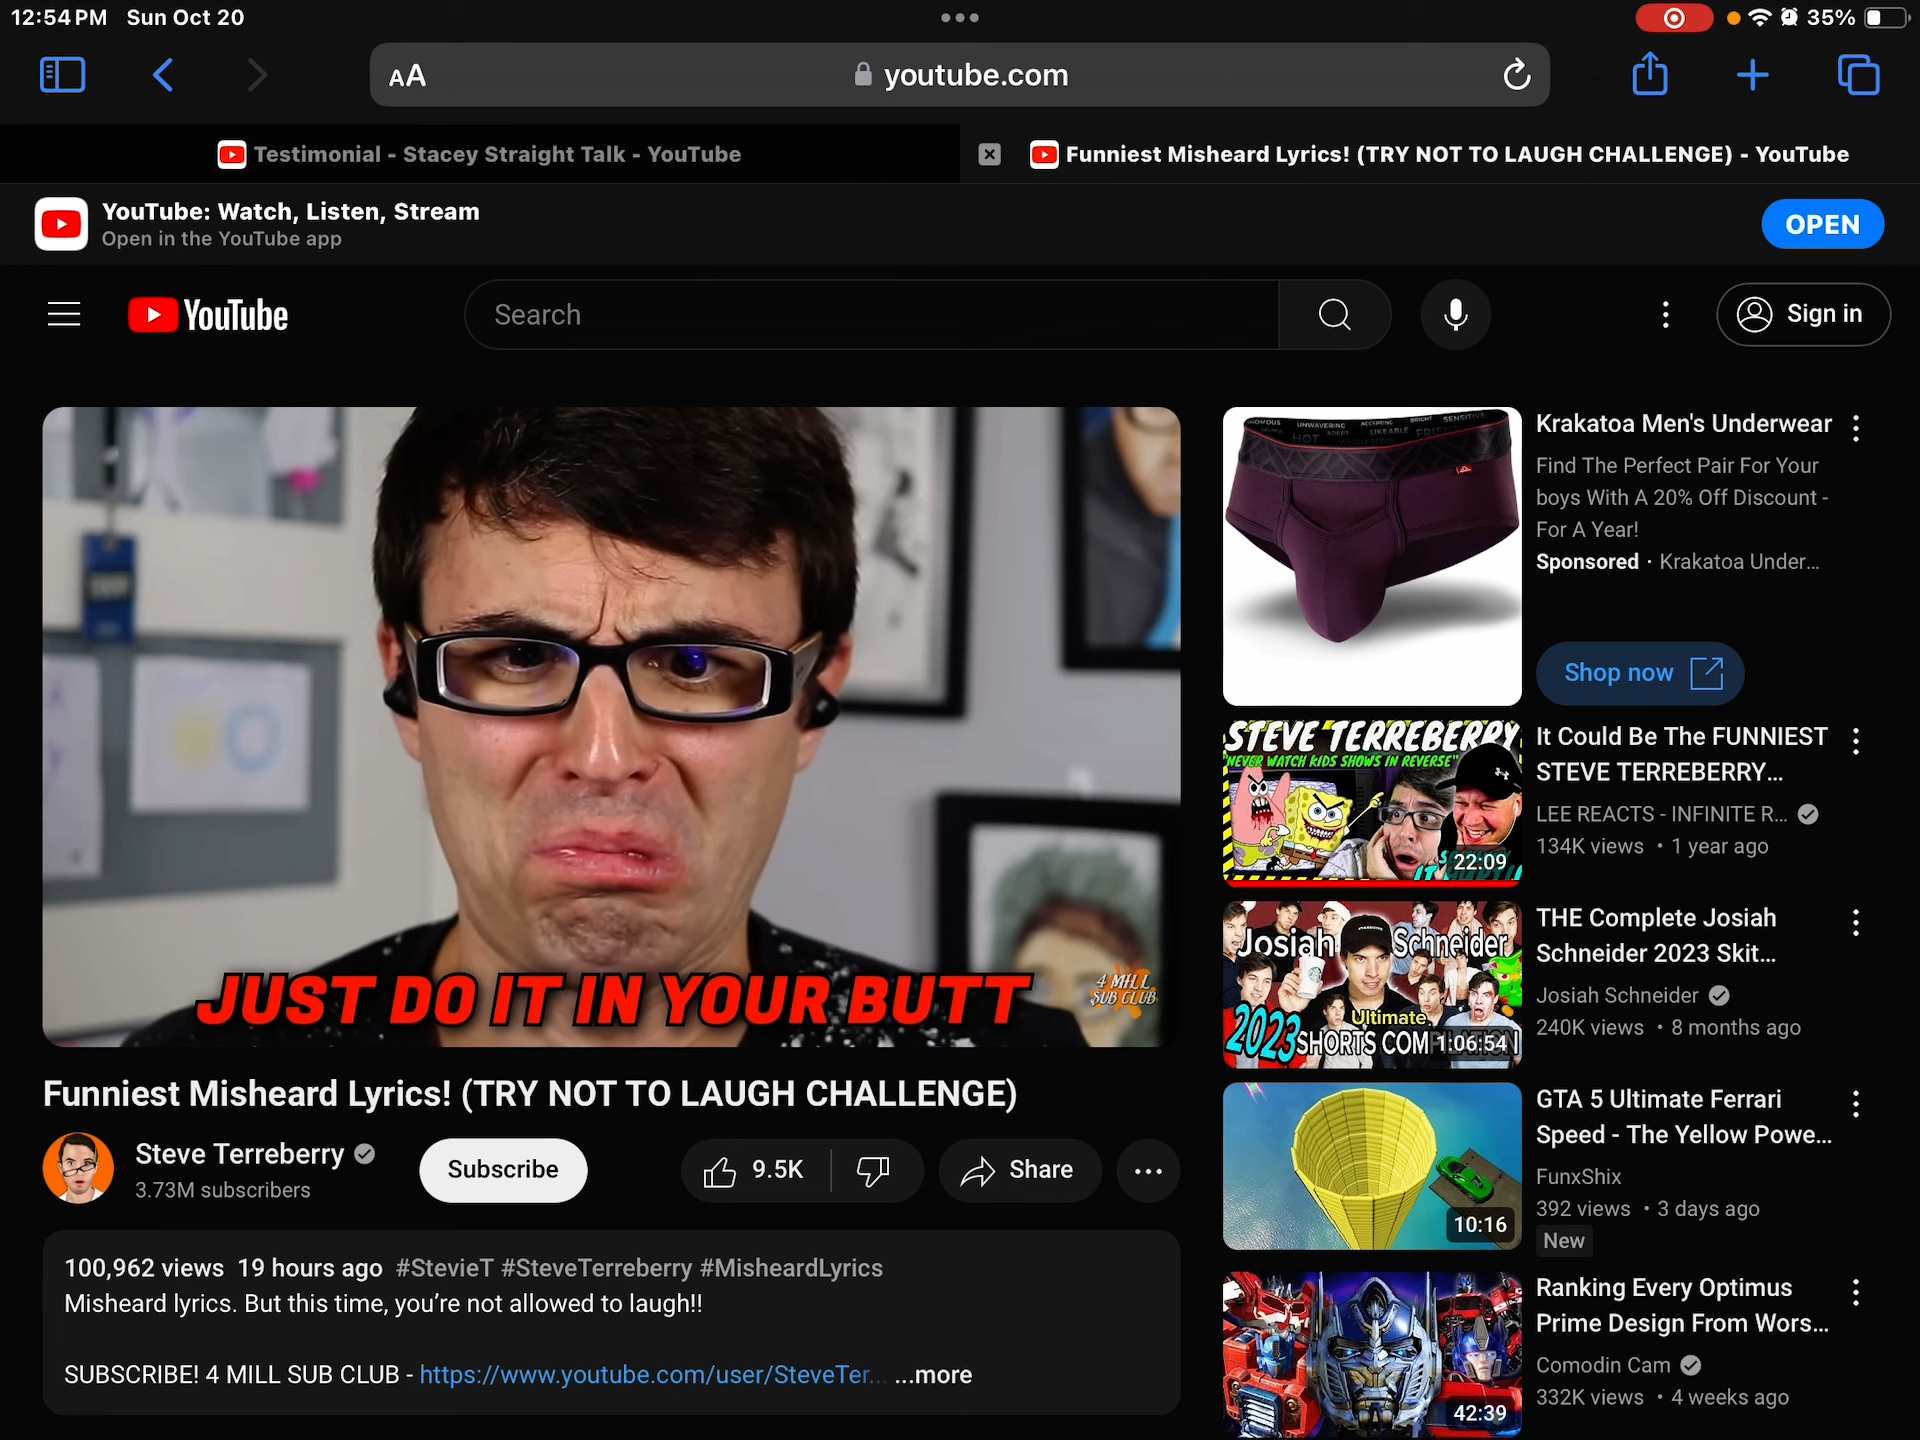 12:54 PM Sun Oct 20
35%
AA
youtube.com
Testimonial - Stacey Straight Talk - YouTube
Funniest Misheard Lyrics! (TRY NOT TO LAUGH CHALLENGE) - YouTube
YouTube: Watch, Listen, Stream
Open in the YouTube app
OPEN
YouTube
Search
Sign in
JUST DO IT IN YOUR BUTT
4 MILL
SUB CLUB
Funniest Misheard Lyrics! (TRY NOT TO LAUGH CHALLENGE)
Steve Terreberry
3.73M subscribers
Subscribe
9.5K
Share
100,962 views 19 hours ago #StevieT #SteveTerreberry #MisheardLyrics
Misheard lyrics. But this time, you're not allowed to laugh!!
SUBSCRIBE! 4 MILL SUB CLUB - https://www.youtube.com/user/SteveTer... ...more
UNWAVERING ACCEPTING BRIGHT SENSITIVE
HOT ADEPT LIKEABLE
Krakatoa Men's Underwear
Find The Perfect Pair For Your
boys With A 20% Off Discount -
For A Year!
Sponsored · Krakatoa Under...
Shop now
STEVE TERREBERRY
"NEVER WATCH KIDS SHOWS IN REVERSE"
22:09
It Could Be The FUNNIEST
STEVE TERREBERRY...
LEE REACTS - INFINITE R...
134K views • 1 year ago
Josiah Schneider
Ultimate
2023 SHORTS COMPILATION
1:06:54
THE Complete Josiah
Schneider 2023 Skit...
Josiah Schneider
240K views • 8 months ago
10:16
GTA 5 Ultimate Ferrari
Speed - The Yellow Powe...
FunxShix
392 views • 3 days ago
New
42:39
Ranking Every Optimus
Prime Design From Wors...
Comodin Cam
332K views • 4 weeks ago